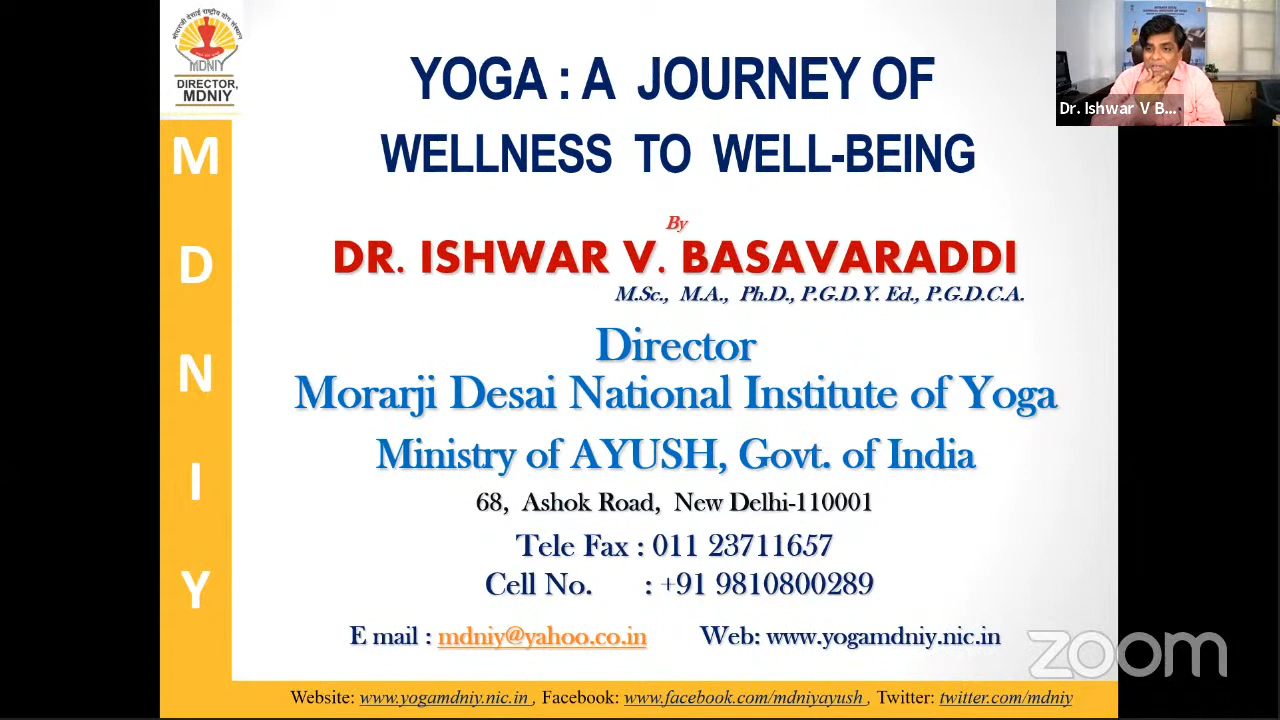 मोरारजी देसाई राष्ट्रीय योग संस्थान
MDNIY
DIRECTOR,
MDNIY
M
D
N
I
Y
YOGA : A JOURNEY OF
WELLNESS TO WELL-BEING
By
DR. ISHWAR V. BASAVARADDI
M.Sc., M.A., Ph.D., P.G.D.Y. Ed., P.G.D.C.A.
Director
Morarji Desai National Institute of Yoga
Ministry of AYUSH, Govt. of India
68, Ashok Road, New Delhi-110001
Tele Fax : 011 23711657
Cell No. : +91 9810800289
E mail : mdniy@yahoo.co.in Web: www.yogamdniy.nic.in
Website: www.yogamdniy.nic.in , Facebook: www.facebook.com/mdniyayush , Twitter: twitter.com/mdniy
Dr. Ishwar V B...
zoom